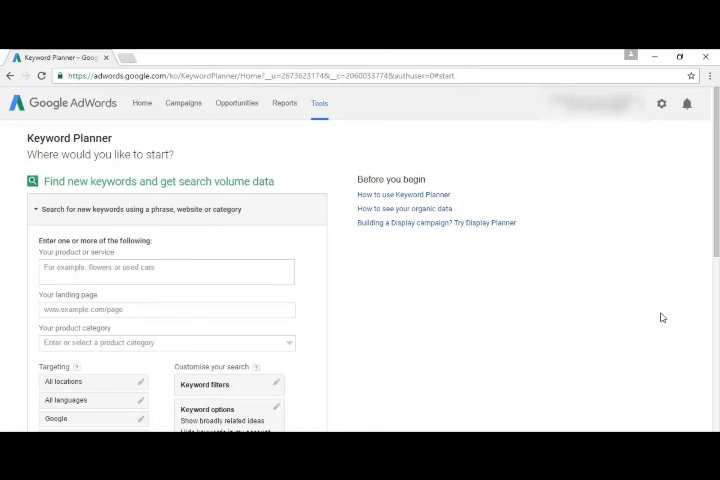 Keyword Planner – Goog
https://adwords.google.com/ko/KeywordPlanner/Home?__u=2673623174&__c=2060033774&authuser=0#start
Google AdWords Home Campaigns Opportunities Reports Tools
Keyword Planner
Where would you like to start?
Find new keywords and get search volume data
Search for new keywords using a phrase, website or category
Enter one or more of the following:
Your product or service
For example, flowers or used cars
Your landing page
www.example.com/page
Your product category
Enter or select a product category
Targeting ?
All locations
All languages
Google
Customise your search ?
Keyword filters
Keyword options
Show broadly related ideas
Hide keywords in my account
Before you begin
How to use Keyword Planner
How to see your organic data
Building a Display campaign? Try Display Planner